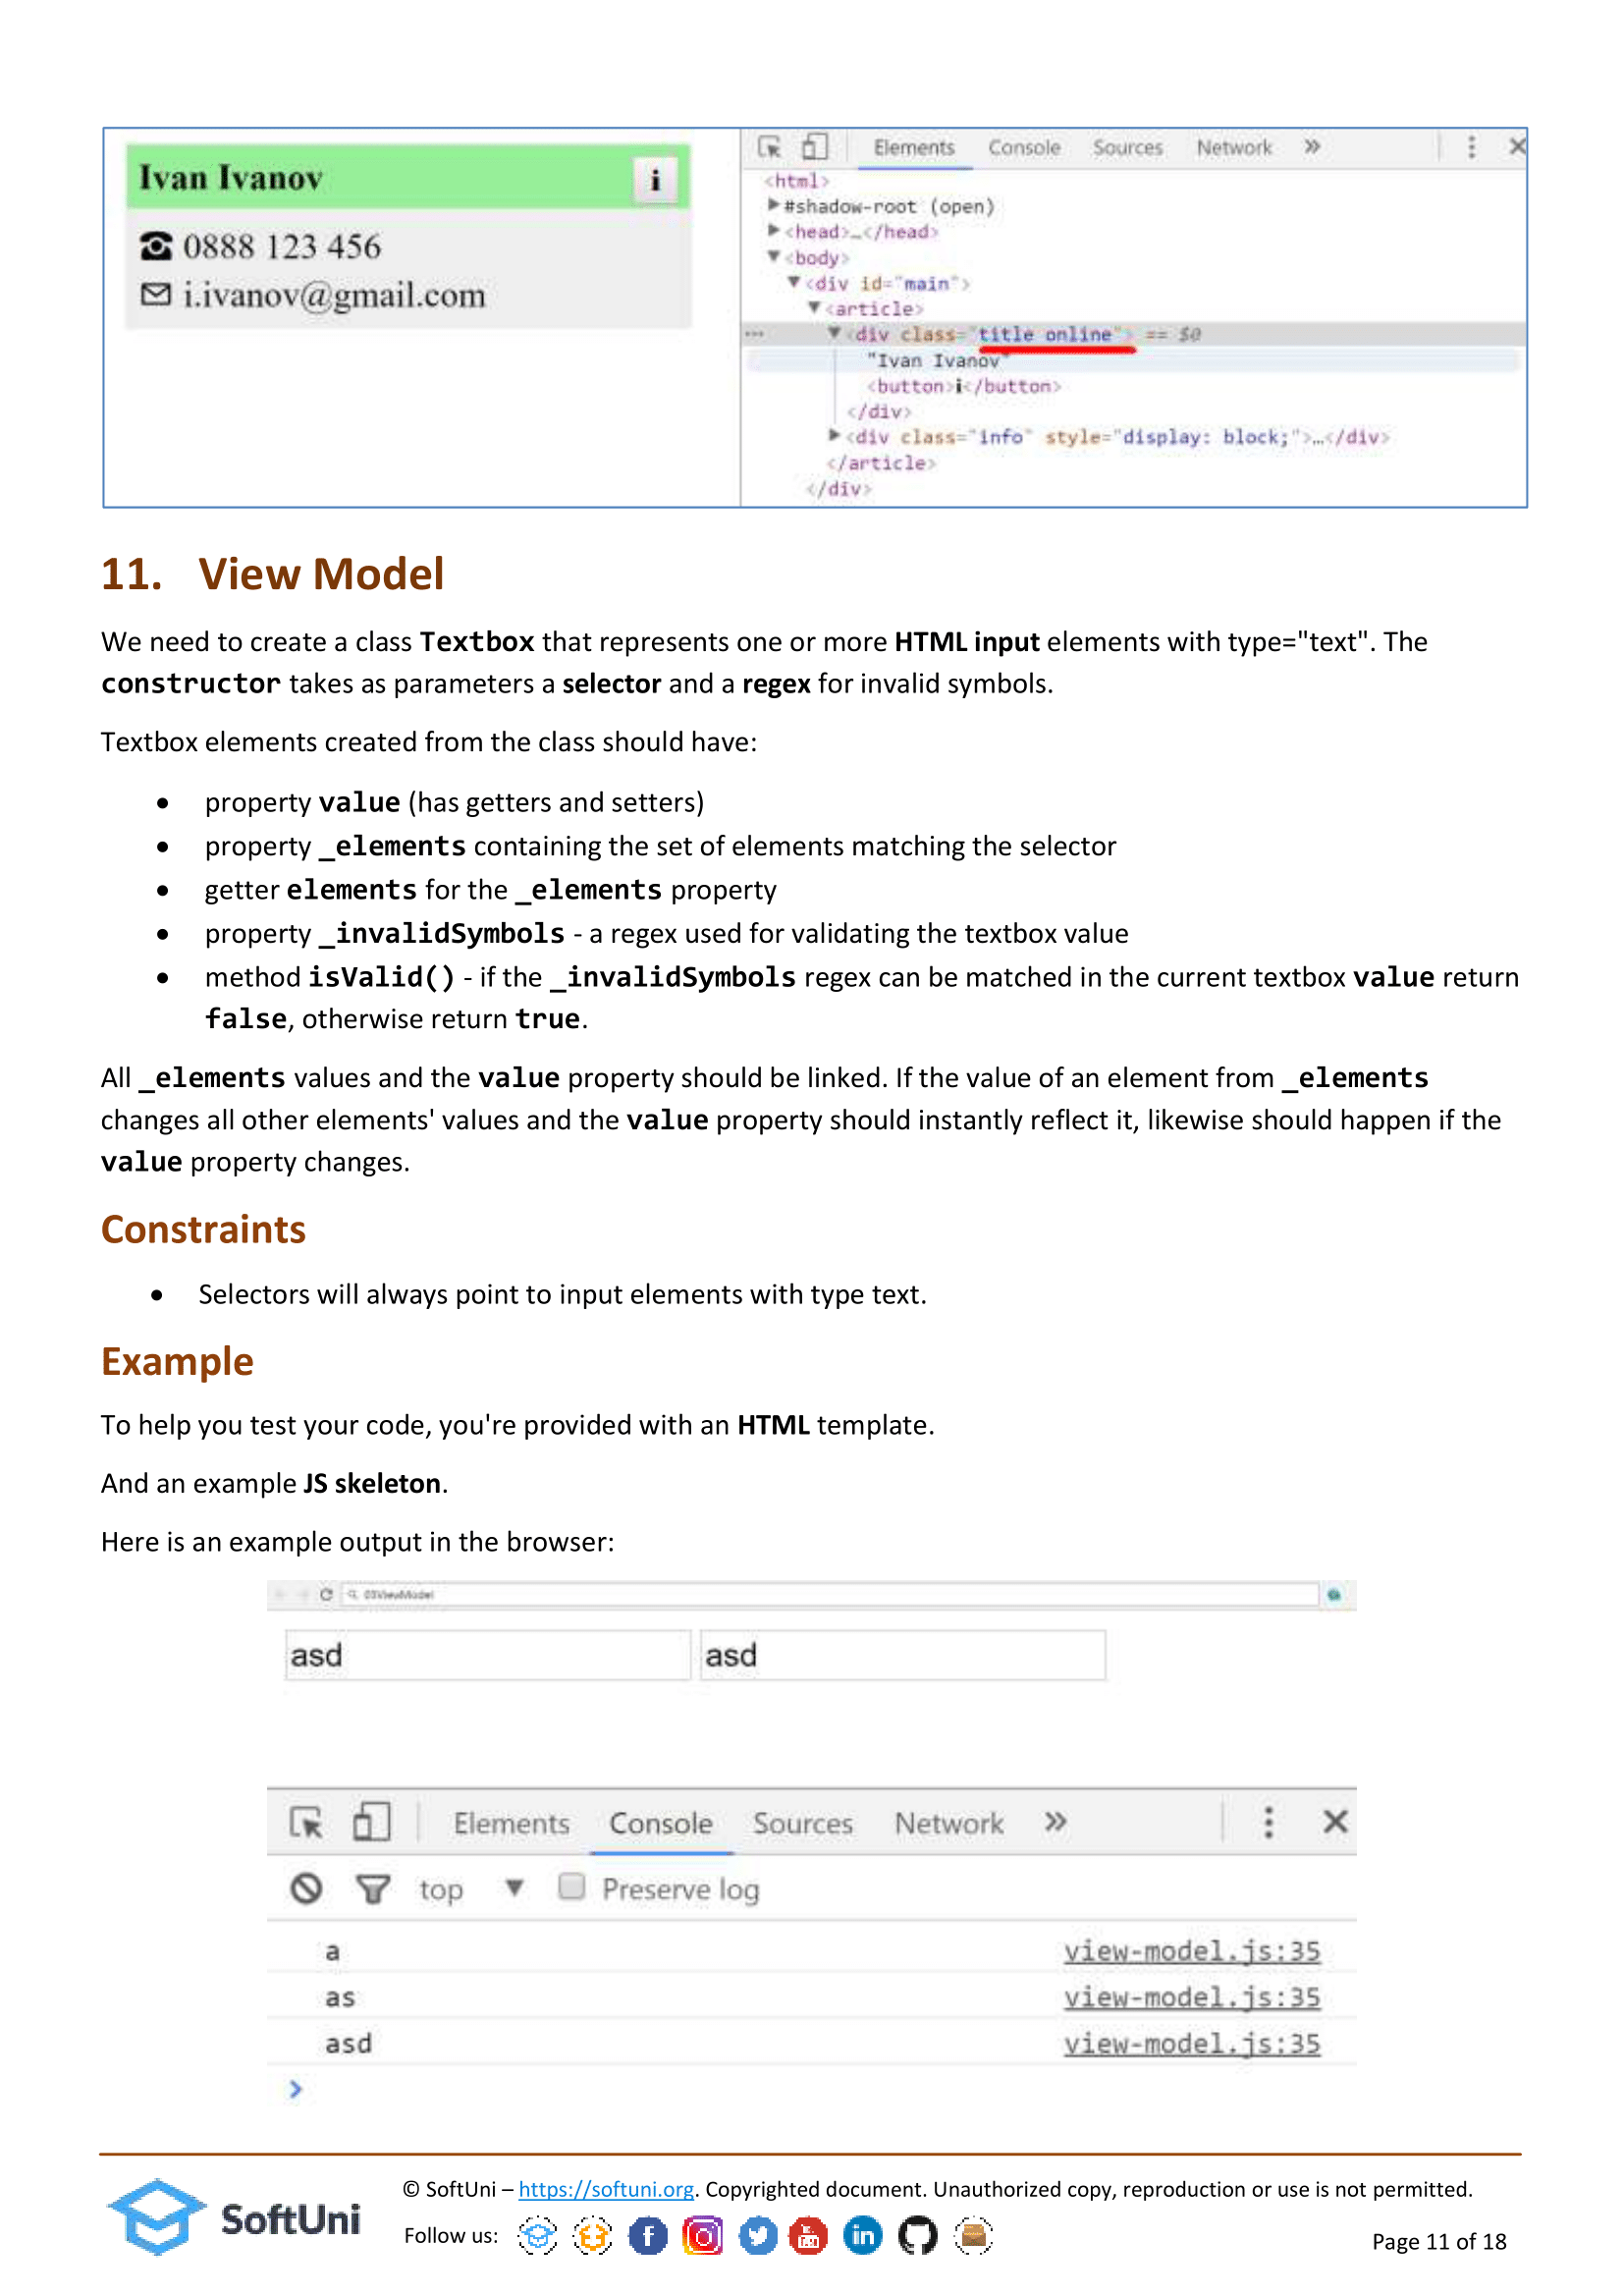 Ivan Ivanov i
0888 123 456
i.ivanov@gmail.com
Elements Console Sources Network »
<html>
▶#shadow-root (open)
▶<head>…</head>
▼<body>
▼<div id="main">
▼<article>
… ▼<div class="title online"> == $0
"Ivan Ivanov"
<button>i</button>
</div>
▶<div class="info" style="display: block;">…</div>
</article>
</div>
11. View Model
We need to create a class Textbox that represents one or more HTML input elements with type="text". The
constructor takes as parameters a selector and a regex for invalid symbols.
Textbox elements created from the class should have:
• property value (has getters and setters)
• property _elements containing the set of elements matching the selector
• getter elements for the _elements property
• property _invalidSymbols - a regex used for validating the textbox value
• method isValid() - if the _invalidSymbols regex can be matched in the current textbox value return
false, otherwise return true.
All _elements values and the value property should be linked. If the value of an element from _elements
changes all other elements' values and the value property should instantly reflect it, likewise should happen if the
value property changes.
Constraints
• Selectors will always point to input elements with type text.
Example
To help you test your code, you're provided with an HTML template.
And an example JS skeleton.
Here is an example output in the browser:
03ViewModel
asd asd
Elements Console Sources Network »
top ▼ Preserve log
a view-model.js:35
as view-model.js:35
asd view-model.js:35
>
SoftUni
© SoftUni – https://softuni.org. Copyrighted document. Unauthorized copy, reproduction or use is not permitted.
Follow us:
Page 11 of 18